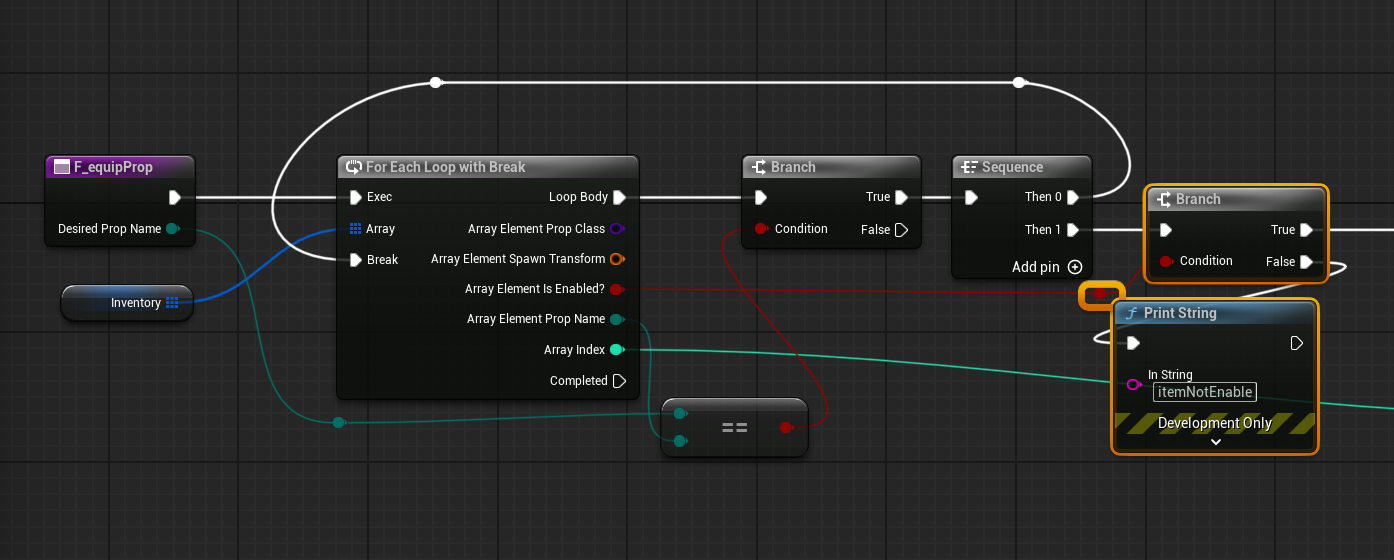 F_equipProp
Desired Prop Name
Inventory
For Each Loop with Break
Exec
Loop Body
Array
Array Element Prop Class
Break
Array Element Spawn Transform
Array Element Is Enabled?
Array Element Prop Name
Array Index
Completed
==
Branch
True
Condition
False
Sequence
Then 0
Then 1
Add pin
Branch
True
Condition
False
Print String
In String
itemNotEnable
Development Only